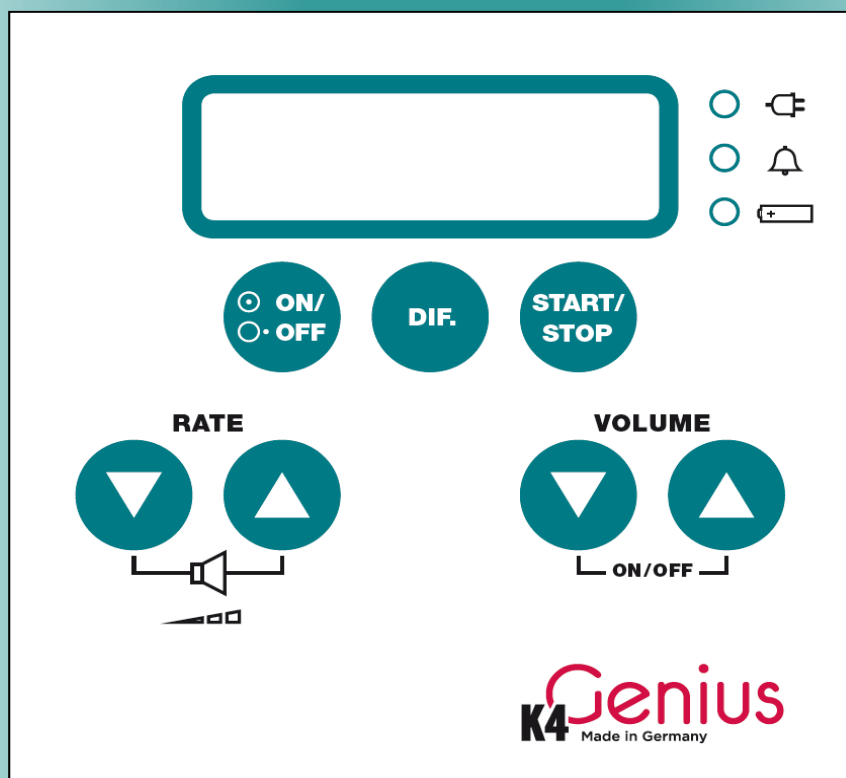 ON/
OFF
DIF.
START/
STOP
RATE
VOLUME
ON/OFF
K4 Genius
Made in Germany